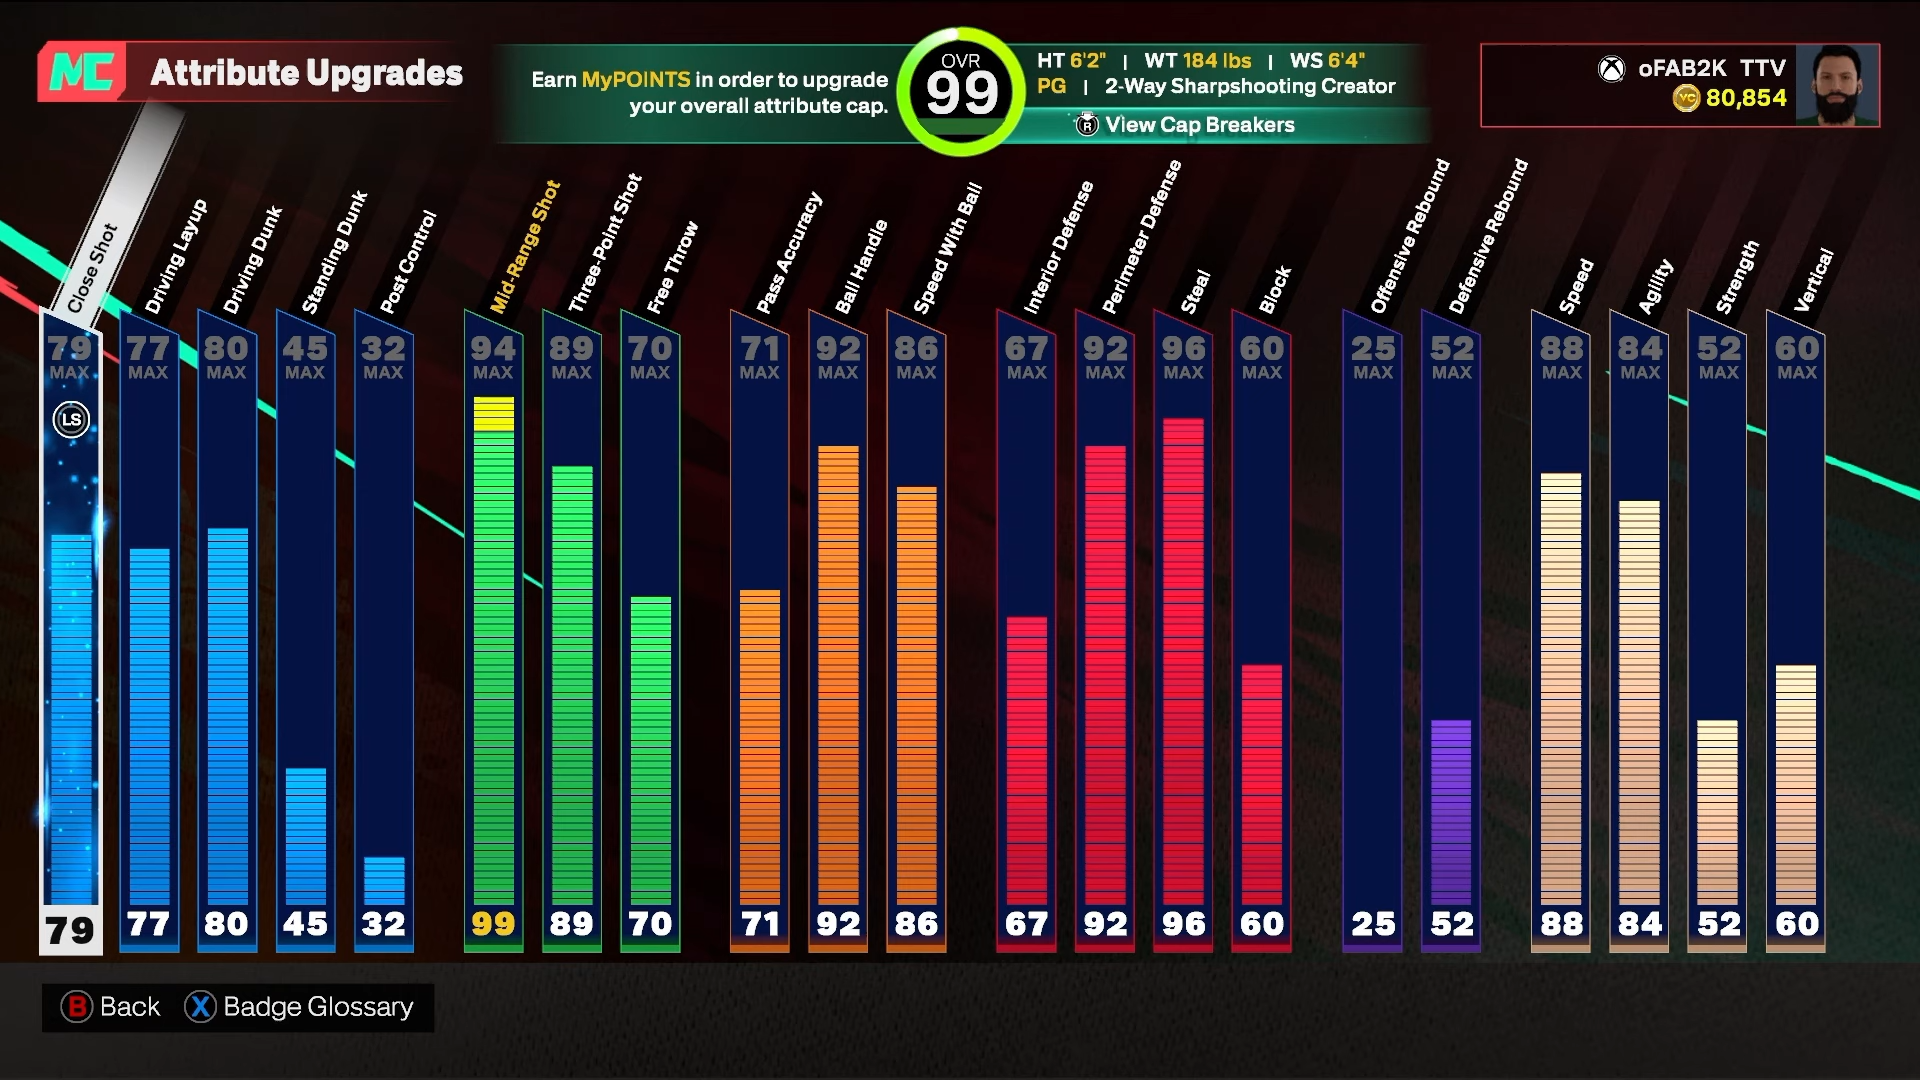 MC Attribute Upgrades
Earn MyPOINTS in order to upgrade
your overall attribute cap.
OVR
99
HT 6'2" | WT 184 lbs | WS 6'4"
PG | 2-Way Sharpshooting Creator
R View Cap Breakers
oFAB2K TTV
VC 80,854
Close Shot
Driving Layup
Driving Dunk
Standing Dunk
Post Control
Mid-Range Shot
Three-Point Shot
Free Throw
Pass Accuracy
Ball Handle
Speed With Ball
Interior Defense
Perimeter Defense
Steal
Block
Offensive Rebound
Defensive Rebound
Speed
Agility
Strength
Vertical
79 77 80 45 32 94 89 70 71 92 86 67 92 96 60 25 52 88 84 52 60
MAX MAX MAX MAX MAX MAX MAX MAX MAX MAX MAX MAX MAX MAX MAX MAX MAX MAX MAX MAX MAX
LS
79 77 80 45 32 99 89 70 71 92 86 67 92 96 60 25 52 88 84 52 60
B Back X Badge Glossary